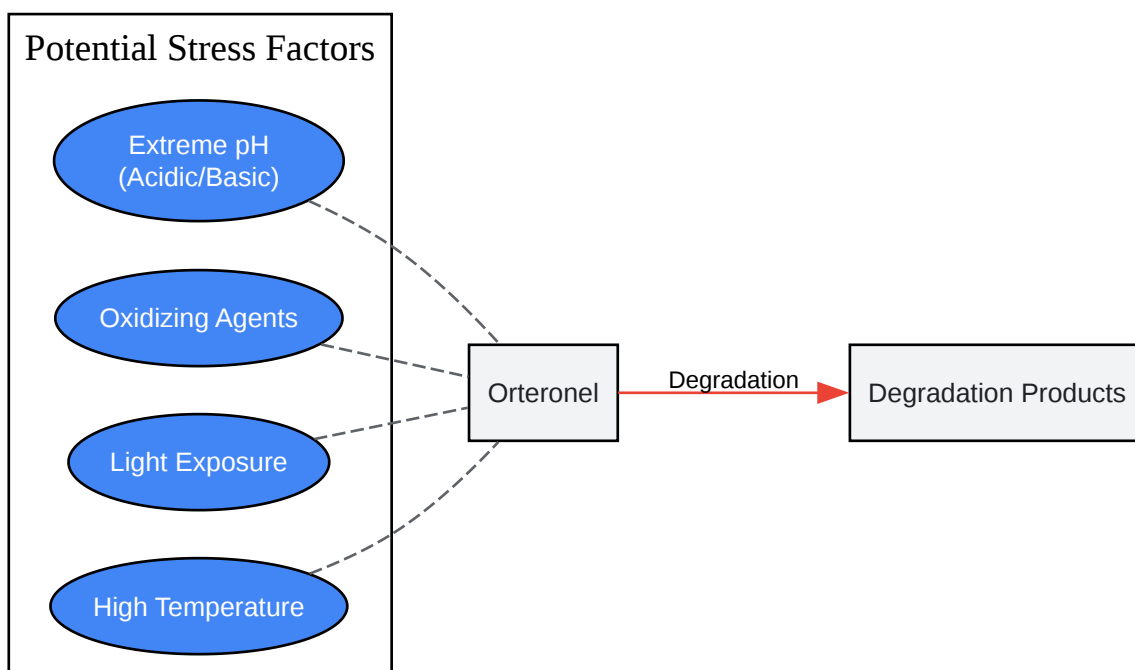 Potential Stress Factors
Extreme pH
(Acidic/Basic)
Oxidizing Agents
Light Exposure
High Temperature
Orteronel
Degradation
Degradation Products